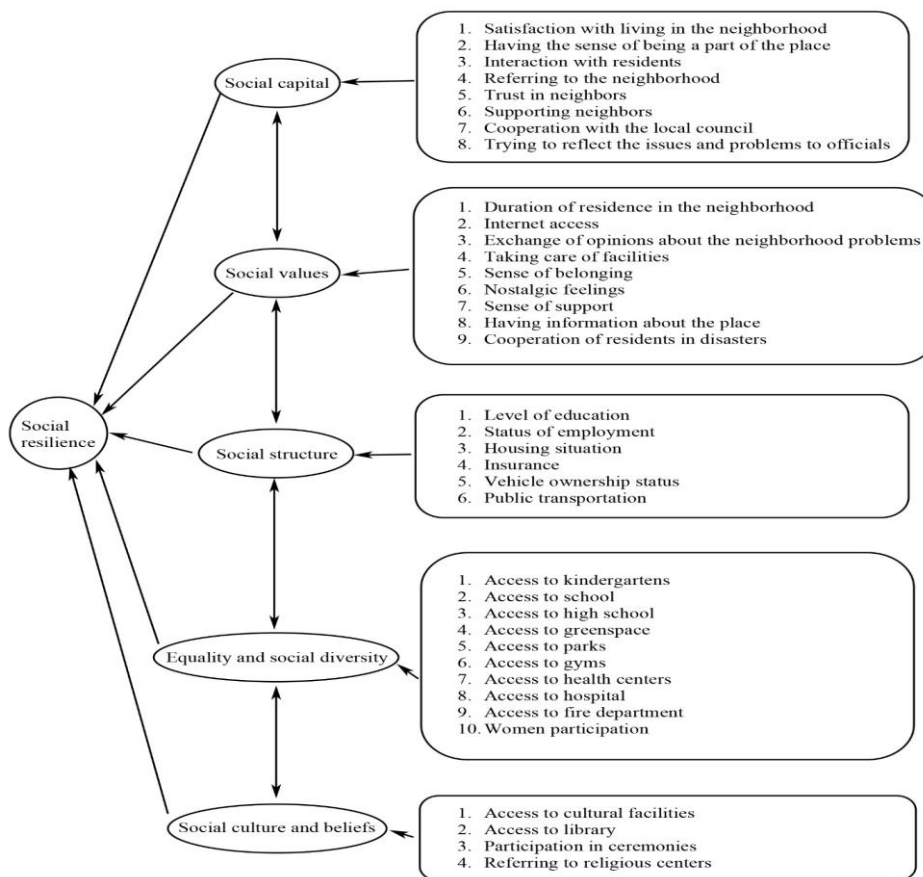 Social capital
1. Satisfaction with living in the neighborhood
2. Having the sense of being a part of the place
3. Interaction with residents
4. Referring to the neighborhood
5. Trust in neighbors
6. Supporting neighbors
7. Cooperation with the local council
8. Trying to reflect the issues and problems to officials
Social values
1. Duration of residence in the neighborhood
2. Internet access
3. Exchange of opinions about the neighborhood problems
4. Taking care of facilities
5. Sense of belonging
6. Nostalgic feelings
7. Sense of support
8. Having information about the place
9. Cooperation of residents in disasters
Social
resilience
Social structure
1. Level of education
2. Status of employment
3. Housing situation
4. Insurance
5. Vehicle ownership status
6. Public transportation
Equality and social diversity
1. Access to kindergartens
2. Access to school
3. Access to high school
4. Access to greenspace
5. Access to parks
6. Access to gyms
7. Access to health centers
8. Access to hospital
9. Access to fire department
10. Women participation
Social culture and beliefs
1. Access to cultural facilities
2. Access to library
3. Participation in ceremonies
4. Referring to religious centers